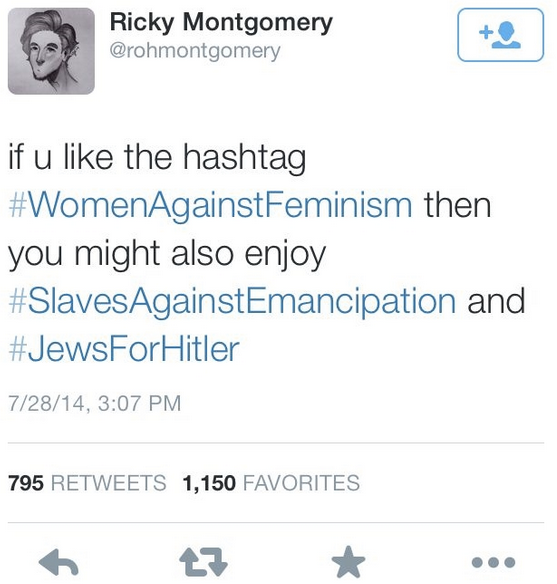 Ricky Montgomery
@rohmontgomery
if u like the hashtag
#WomenAgainstFeminism then
you might also enjoy
#SlavesAgainstEmancipation and
#JewsForHitler
7/28/14, 3:07 PM
795 RETWEETS 1,150 FAVORITES